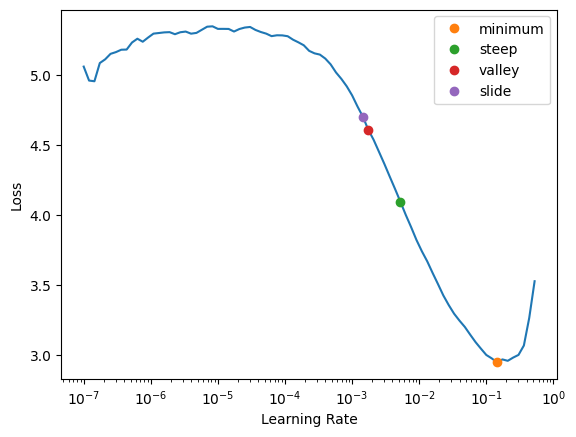 minimum
steep
valley
slide
5.0
4.5
4.0
3.5
3.0
Loss
10⁻⁷ 10⁻⁶ 10⁻⁵ 10⁻⁴ 10⁻³ 10⁻² 10⁻¹ 10⁰
Learning Rate